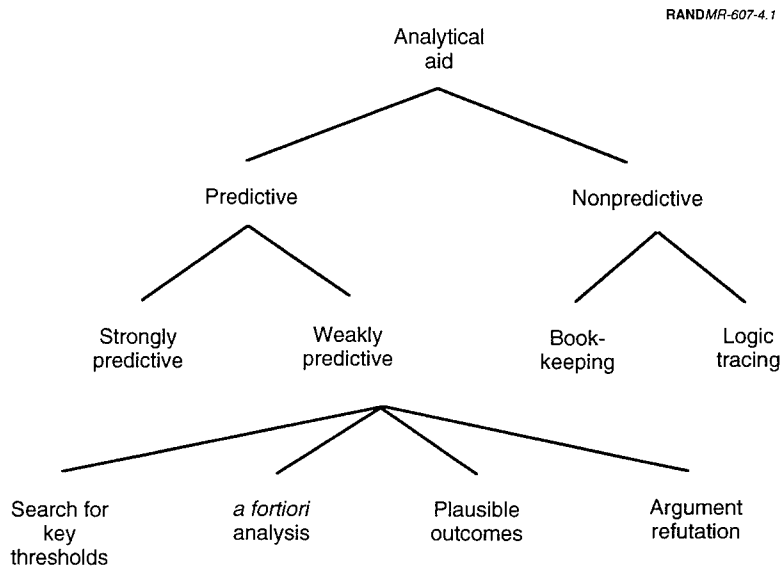 RANDMR-607-4.1
Analytical
aid
Predictive
Nonpredictive
Strongly
predictive
Weakly
predictive
Book-
keeping
Logic
tracing
Search for
key
thresholds
a fortiori
analysis
Plausible
outcomes
Argument
refutation